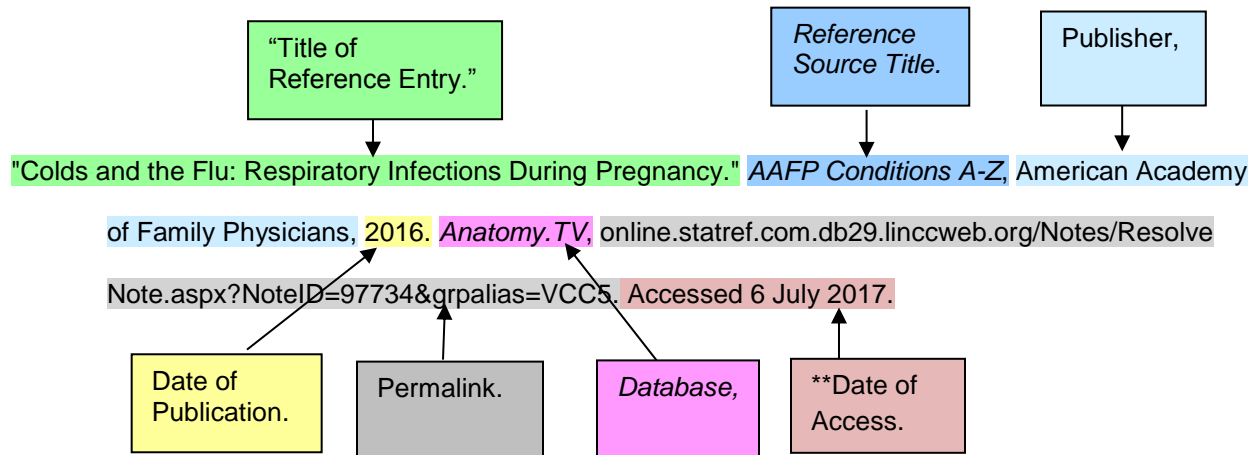 “Title of
Reference Entry.”
Reference
Source Title.
Publisher,
"Colds and the Flu: Respiratory Infections During Pregnancy." AAFP Conditions A-Z, American Academy
of Family Physicians, 2016. Anatomy.TV, online.statref.com.db29.linccweb.org/Notes/Resolve
Note.aspx?NoteID=97734&grpalias=VCC5. Accessed 6 July 2017.
Date of
Publication.
Permalink.
Database,
**Date of
Access.